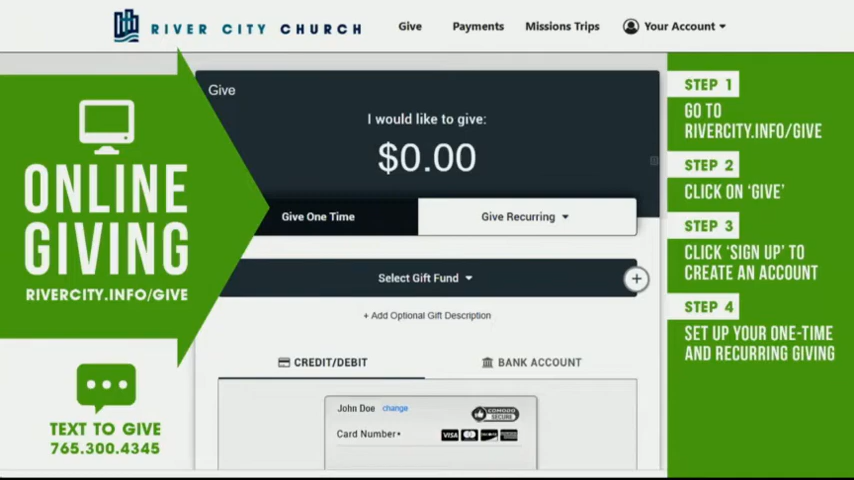 RIVER CITY CHURCH
Give
Payments
Missions Trips
Your Account
ONLINE
GIVING
RIVERCITY.INFO/GIVE
TEXT TO GIVE
765.300.4345
Give
I would like to give:
$0.00
Give One Time
Give Recurring
Select Gift Fund
+
+ Add Optional Gift Description
CREDIT/DEBIT
BANK ACCOUNT
John Doe change
COMODO
SECURE
Card Number•
VISA
STEP 1
GO TO
RIVERCITY.INFO/GIVE
STEP 2
CLICK ON ‘GIVE’
STEP 3
CLICK ‘SIGN UP’ TO
CREATE AN ACCOUNT
STEP 4
SET UP YOUR ONE-TIME
AND RECURRING GIVING